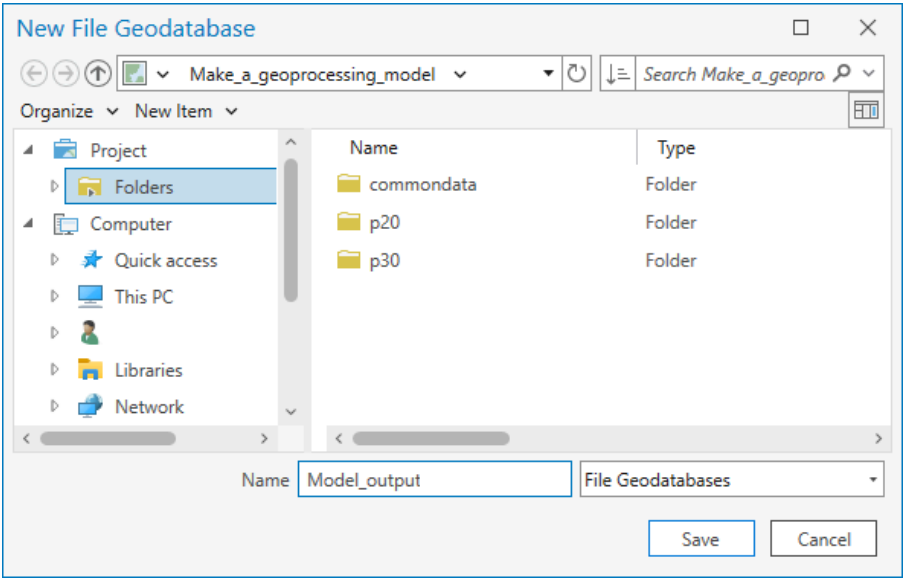 New File Geodatabase
Make_a_geoprocessing_model Search Make_a_geopro
Organize New Item
Project Name Type
Folders commondata Folder
Computer p20 Folder
Quick access p30 Folder
This PC
Libraries
Network
Name Model_output File Geodatabases
Save Cancel